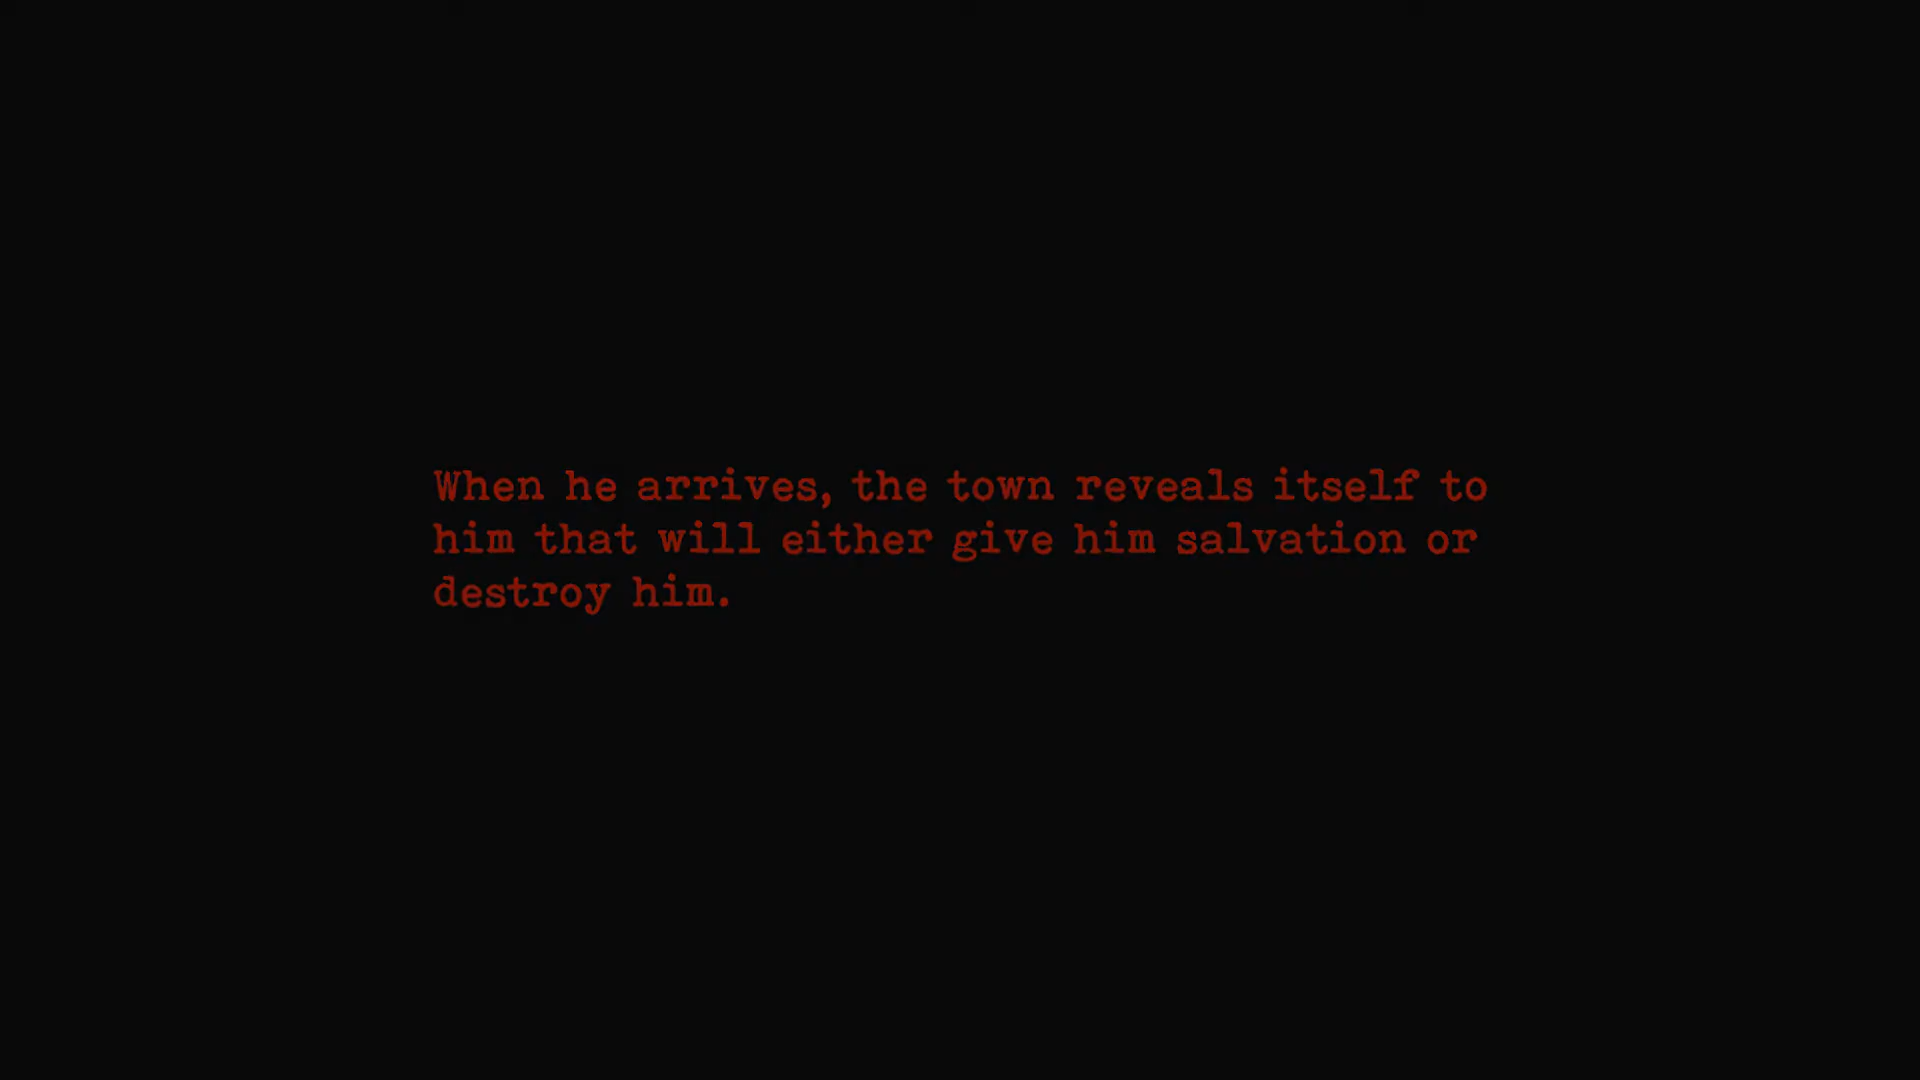 When he arrives, the town reveals itself to
him that will either give him salvation or
destroy him.